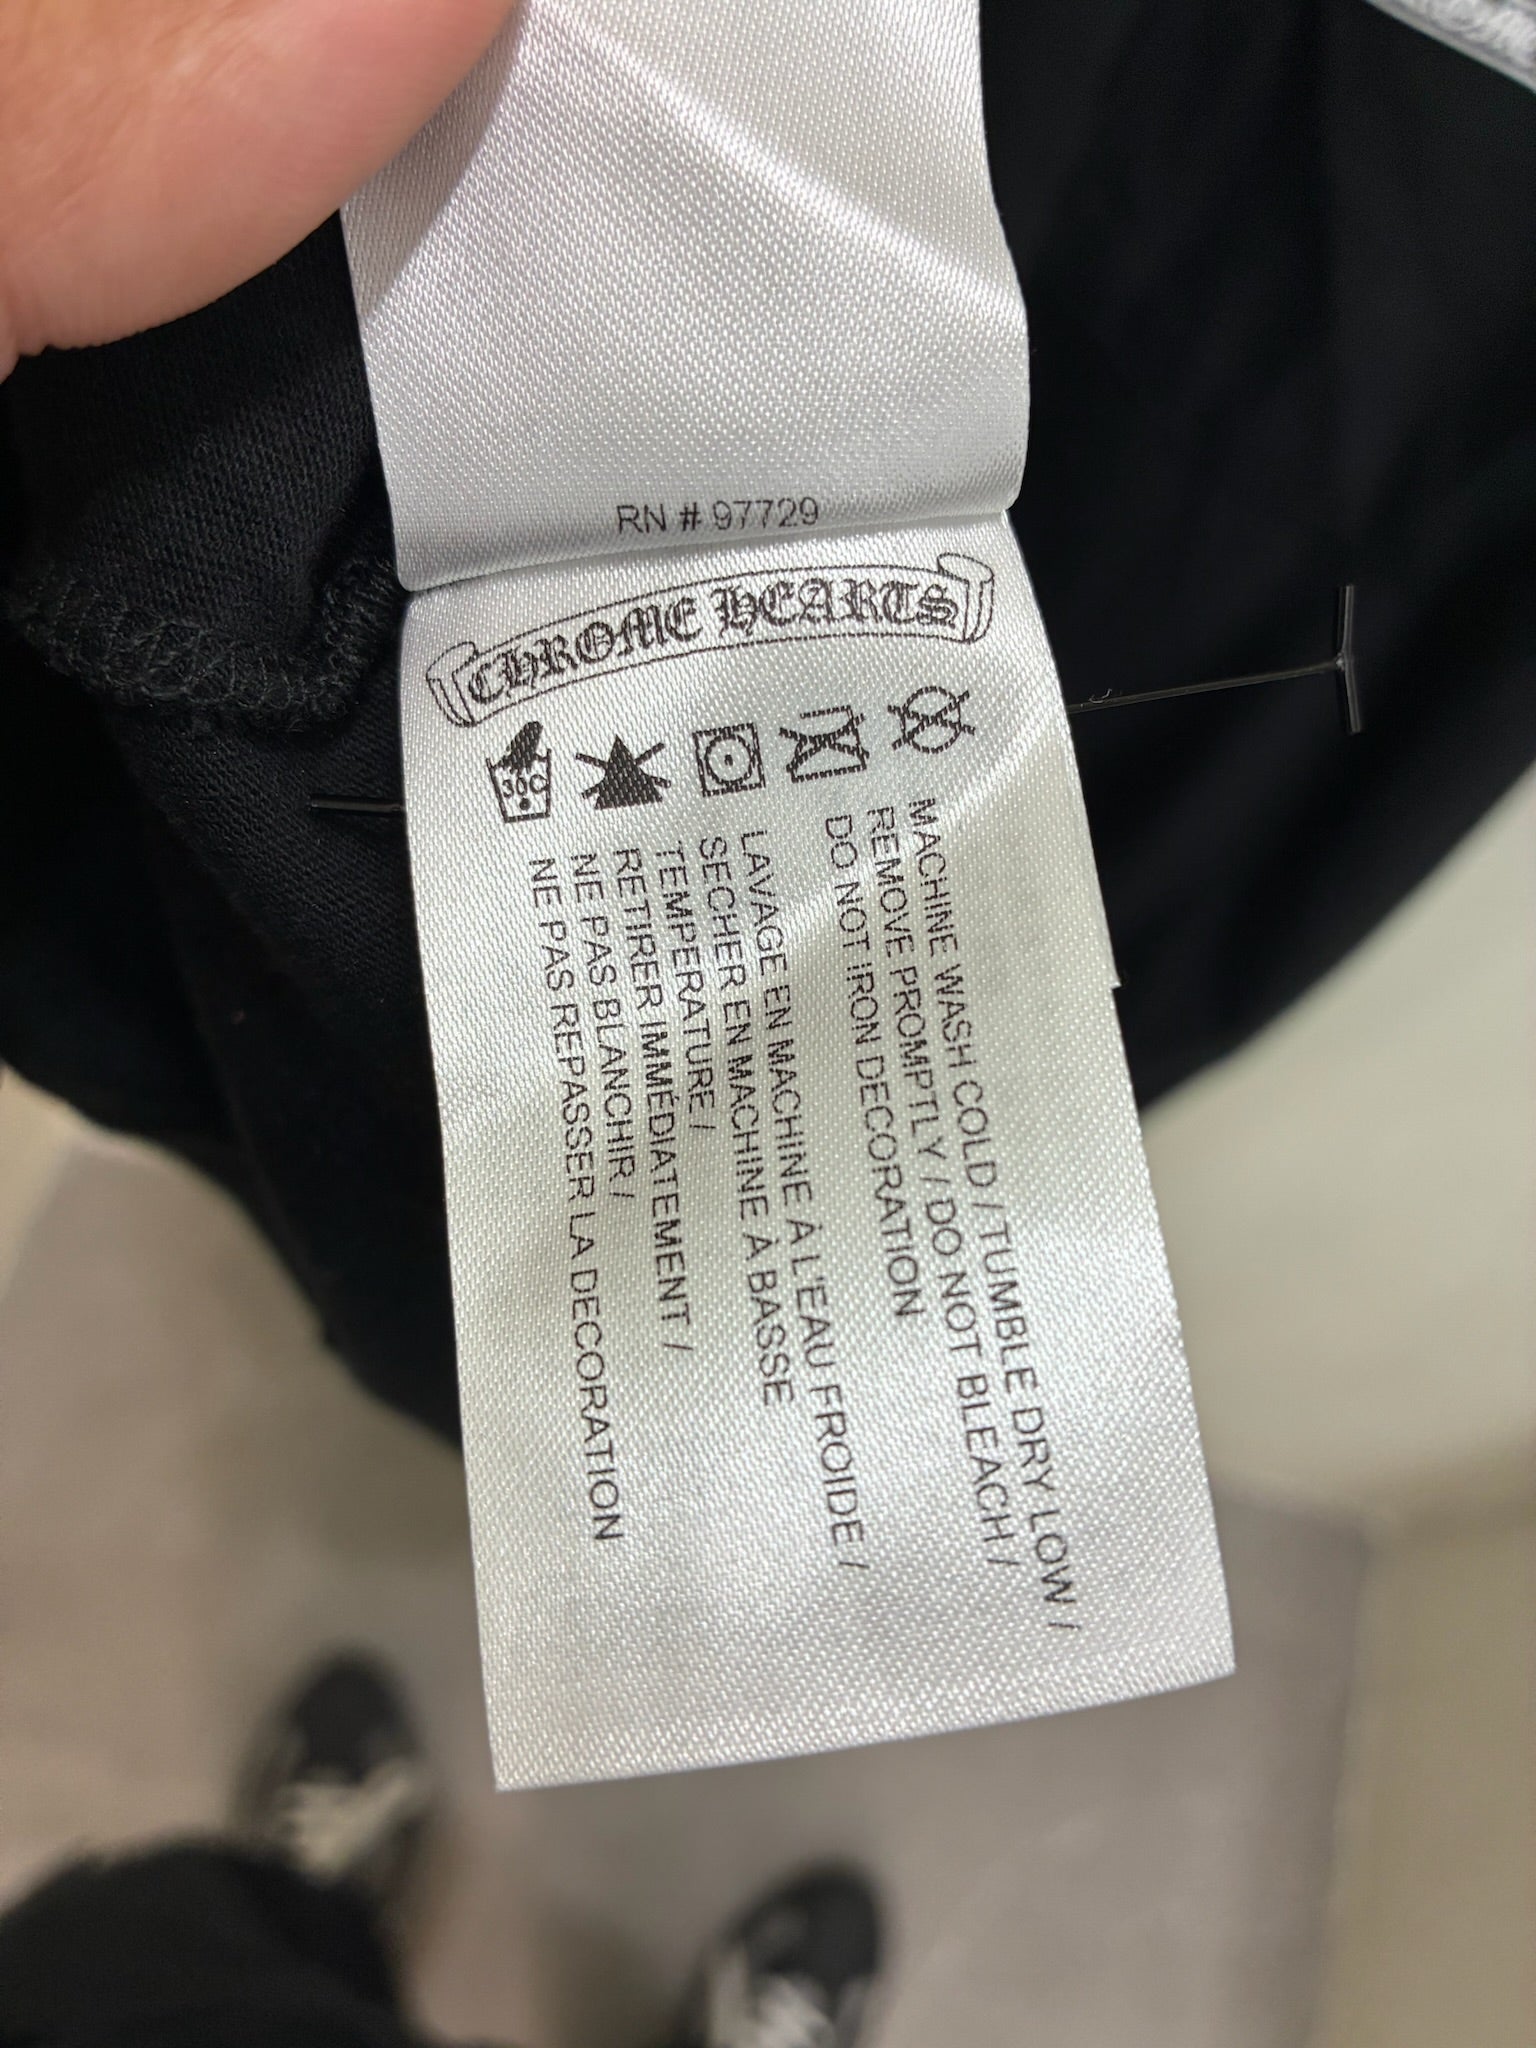 RN # 97729
CHROME HEARTS
30C
MACHINE WASH COLD / TUMBLE DRY LOW /
REMOVE PROMPTLY / DO NOT BLEACH /
DO NOT IRON DECORATION
LAVAGE EN MACHINE À L'EAU FROIDE /
SECHER EN MACHINE À BASSE
TEMPERATURE /
RETIRER IMMÉDIATEMENT /
NE PAS BLANCHIR /
NE PAS REPASSER LA DECORATION